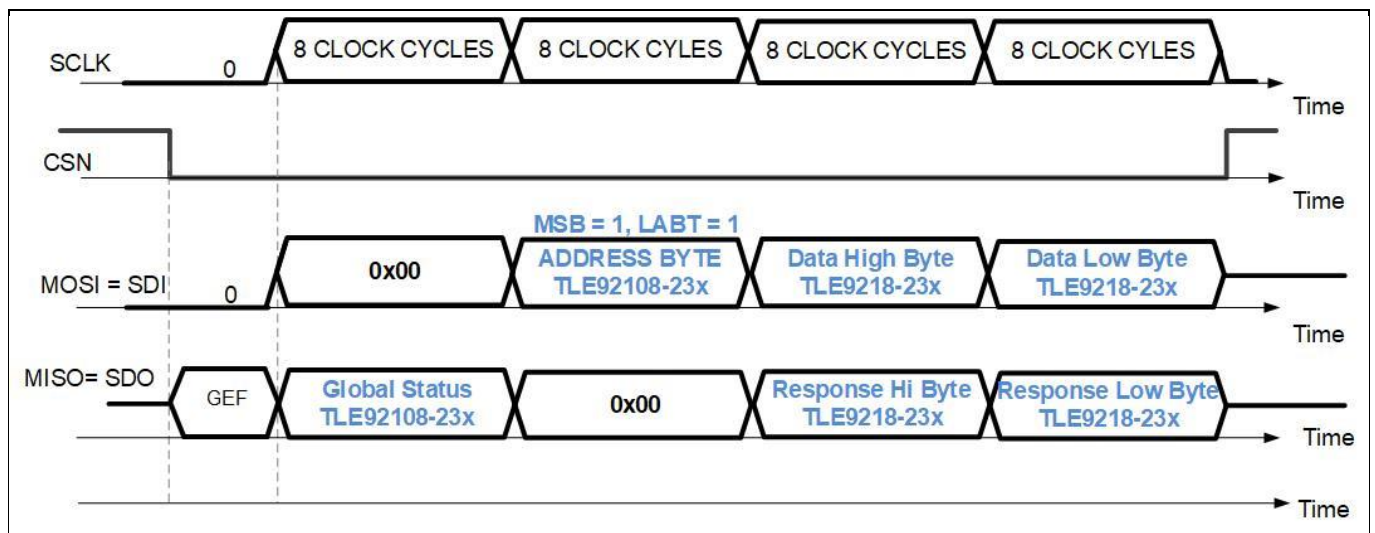 SCLK
0
8 CLOCK CYCLES
8 CLOCK CYLES
8 CLOCK CYCLES
8 CLOCK CYCLES
Time
CSN
Time
MSB = 1, LABT = 1
MOSI = SDI
0
0x00
ADDRESS BYTE
TLE92108-23x
Data High Byte
TLE9218-23x
Data Low Byte
TLE9218-23x
Time
MISO= SDO
GEF
Global Status
TLE92108-23x
0x00
Response Hi Byte
TLE9218-23x
Response Low Byte
TLE9218-23x
Time
Time